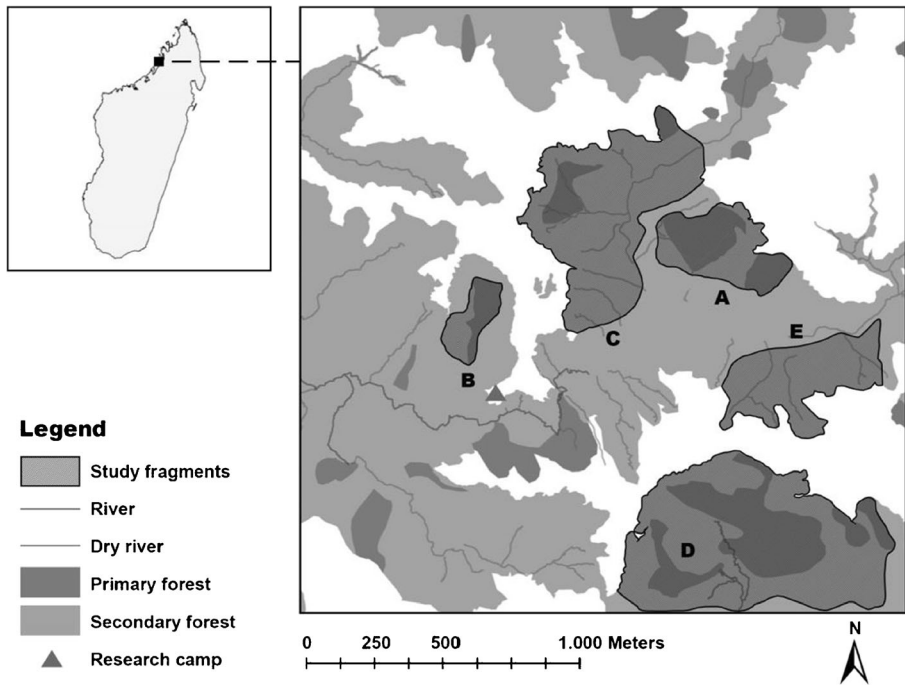 A
B
C
E
D
Legend
Study fragments
River
Dry river
Primary forest
Secondary forest
Research camp
0 250 500 1.000 Meters
N